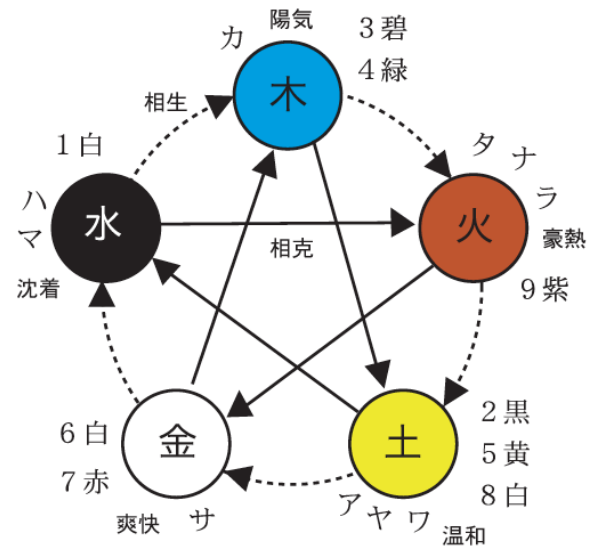 陽気
カ
３碧
４緑
木
相生
１白
タ
ナ
ラ
ハ
マ
水
火
豪熱
相克
沈着
９紫
６白
７赤
金
土
２黒
５黄
８白
爽快
サ
ア
ヤ
ワ
温和